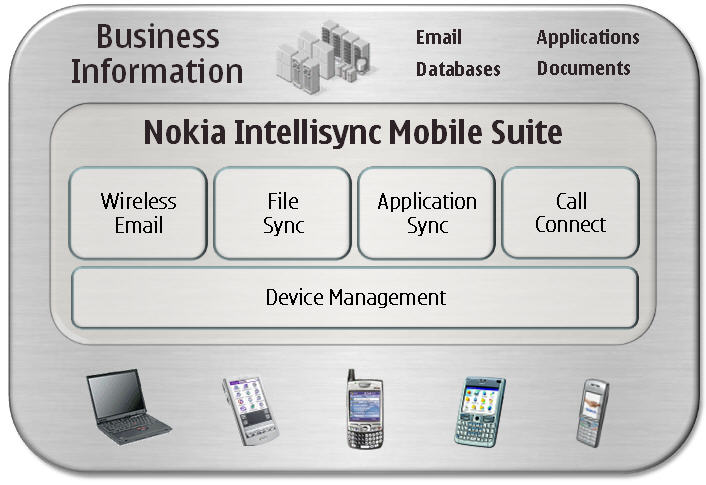 Business
Information
Email
Applications
Databases
Documents
Nokia Intellisync Mobile Suite
Wireless
Email
File
Sync
Application
Sync
Call
Connect
Device Management